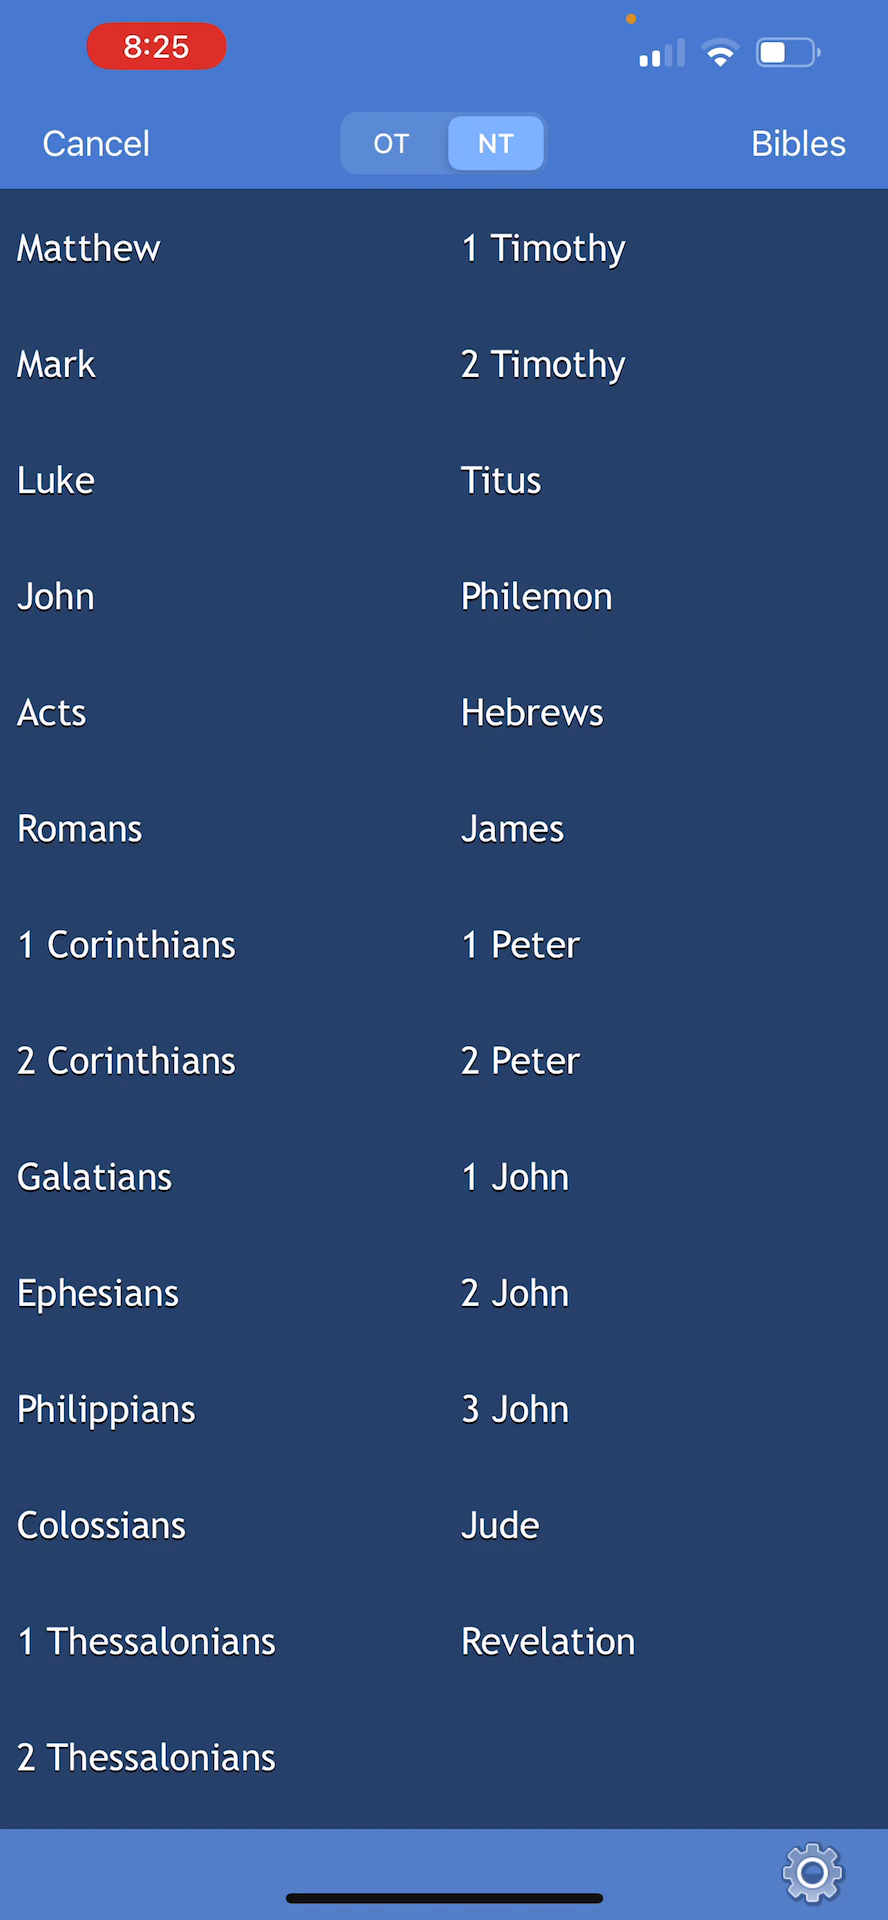 8:25
Cancel
OT
NT
Bibles
Matthew
Mark
Luke
John
Acts
Romans
1 Corinthians
2 Corinthians
Galatians
Ephesians
Philippians
Colossians
1 Thessalonians
2 Thessalonians
1 Timothy
2 Timothy
Titus
Philemon
Hebrews
James
1 Peter
2 Peter
1 John
2 John
3 John
Jude
Revelation